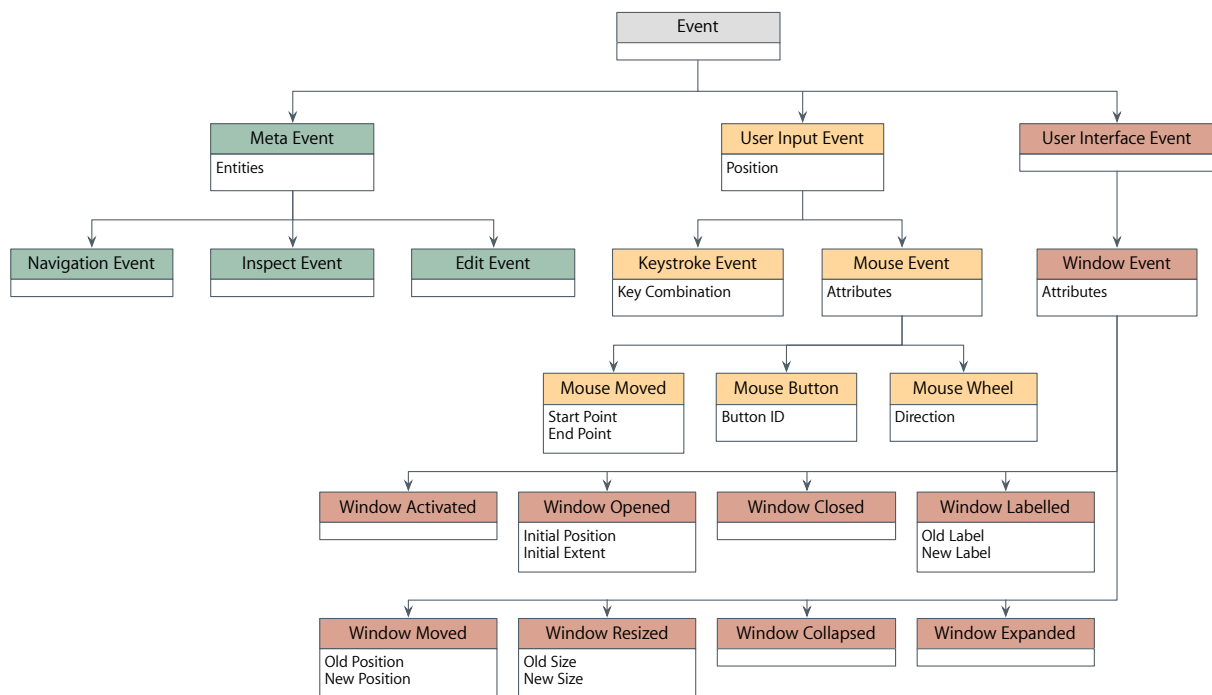 Event
Meta Event
Entities
User Input Event
Position
User Interface Event
Navigation Event
Inspect Event
Edit Event
Keystroke Event
Key Combination
Mouse Event
Attributes
Window Event
Attributes
Mouse Moved
Start Point
End Point
Mouse Button
Button ID
Mouse Wheel
Direction
Window Activated
Window Opened
Initial Position
Initial Extent
Window Closed
Window Labelled
Old Label
New Label
Window Moved
Old Position
New Position
Window Resized
Old Size
New Size
Window Collapsed
Window Expanded